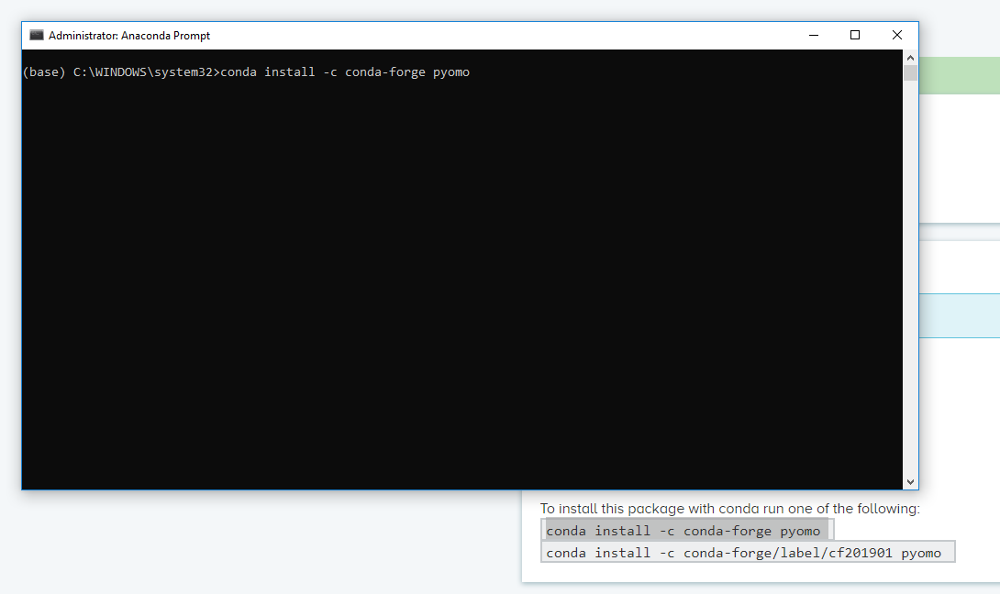 Administrator: Anaconda Prompt
(base) C:\WINDOWS\system32>conda install -c conda-forge pyomo
To install this package with conda run one of the following:
conda install -c conda-forge pyomo
conda install -c conda-forge/label/cf201901 pyomo